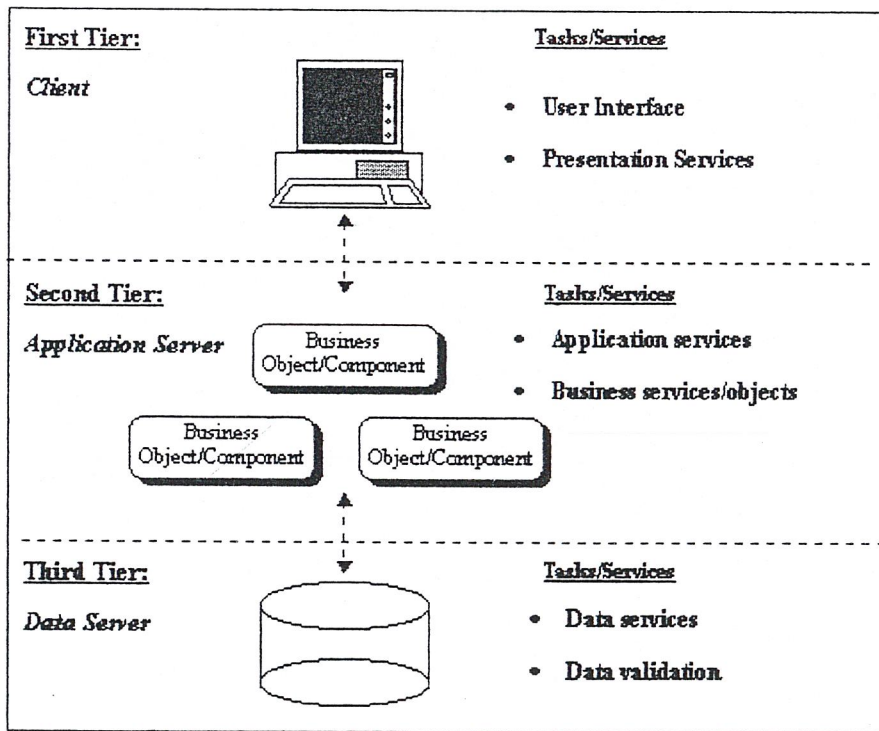 First Tier:
Tasks/Services
Client
• User Interface
• Presentation Services
Second Tier:
Tasks/Services
Application Server
Business
Object/Component
• Application services
• Business services/objects
Business
Object/Component
Business
Object/Component
Third Tier:
Tasks/Services
Data Server
• Data services
• Data validation